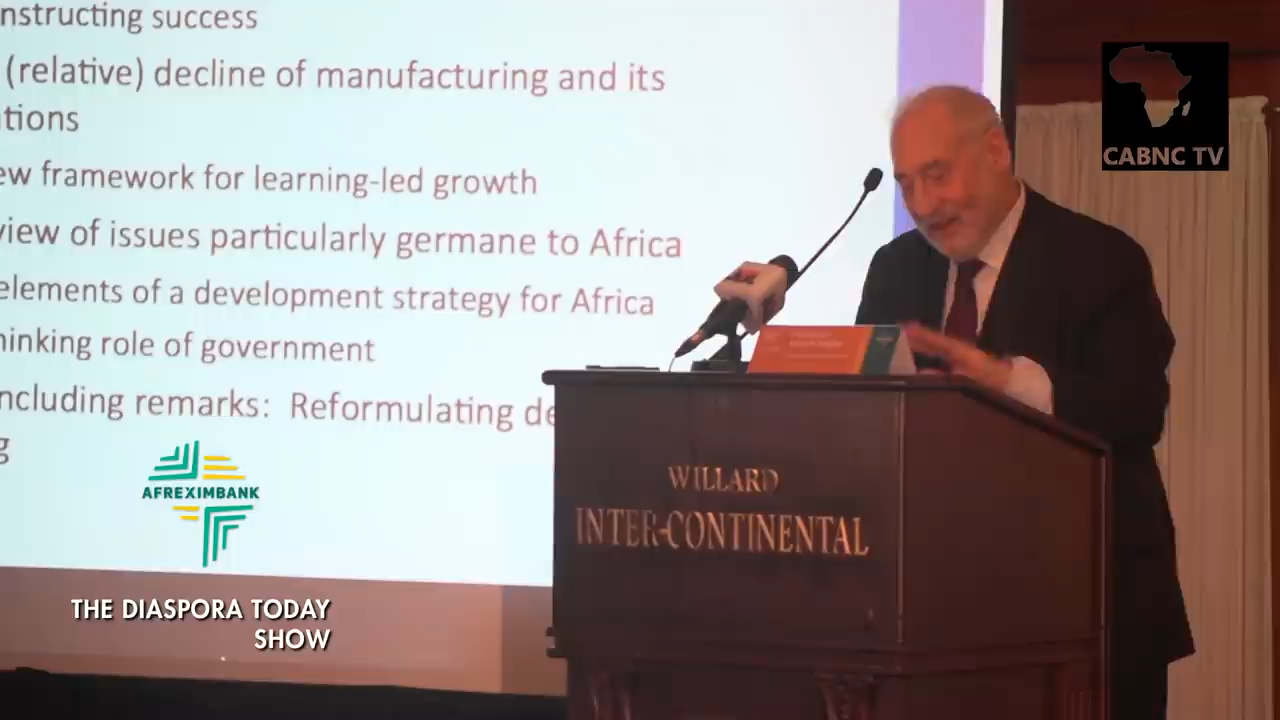 nstructing success
(relative) decline of manufacturing and its
tions
ew framework for learning-led growth
view of issues particularly germane to Africa
elements of a development strategy for Africa
hinking role of government
ncluding remarks: Reformulating de
g
AFREXIMBANK
THE DIASPORA TODAY
SHOW
CABNC TV
WILLARD
INTER-CONTINENTAL